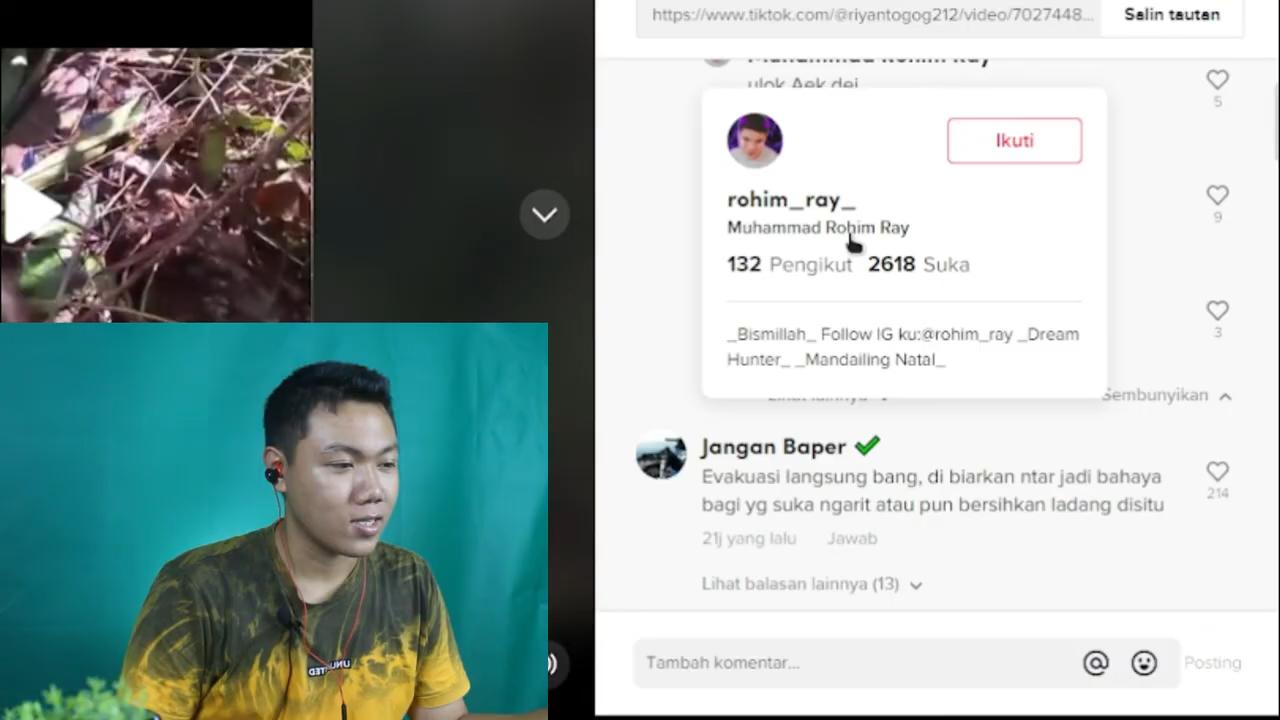 https://www.tiktok.com/@riyantogog212/video/7027448...
Salin tautan
Muhammad Rohim Ray
ulok Aek dei
5
Ikuti
rohim_ray_
Muhammad Rohim Ray
132 Pengikut 2618 Suka
9
_Bismillah_ Follow IG ku:@rohim_ray _Dream
Hunter_ _Mandailing Natal_
3
Lihat lainnya
Sembunyikan
Jangan Baper
Evakuasi langsung bang, di biarkan ntar jadi bahaya
bagi yg suka ngarit atau pun bersihkan ladang disitu
214
21j yang lalu Jawab
Lihat balasan lainnya (13)
Tambah komentar...
Posting
UNLIMITED